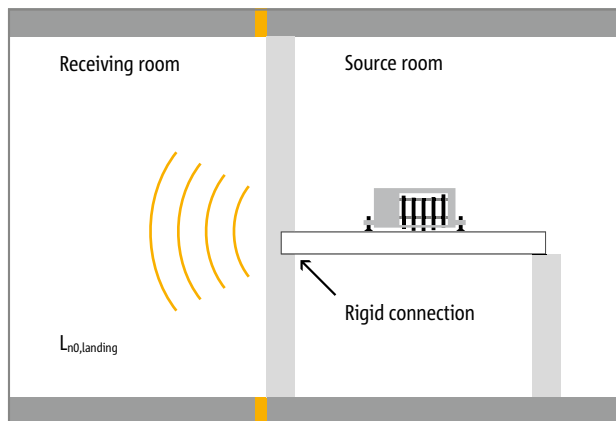 Receiving room
Source room
Rigid connection
Ln0,landing